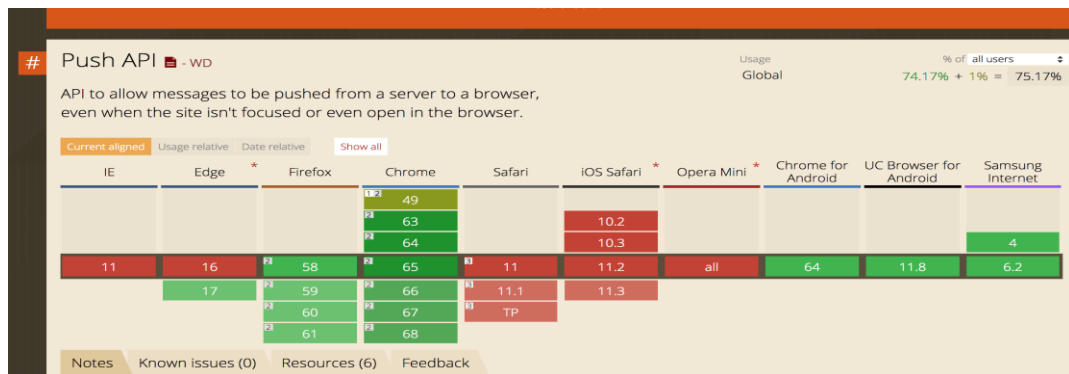 #
Push API - WD
Usage
% of all users
Global
74.17% + 1% = 75.17%
API to allow messages to be pushed from a server to a browser,
even when the site isn't focused or even open in the browser.
Current aligned Usage relative Date relative Show all
IE Edge * Firefox Chrome Safari iOS Safari * Opera Mini * Chrome for Android UC Browser for Android Samsung Internet
1 2 49
2 63 10.2
2 64 10.3 4
11 16 2 58 2 65 3 11 11.2 all 64 11.8 6.2
17 2 59 2 66 3 11.1 11.3
2 60 2 67 3 TP
2 61 2 68
Notes Known issues (0) Resources (6) Feedback